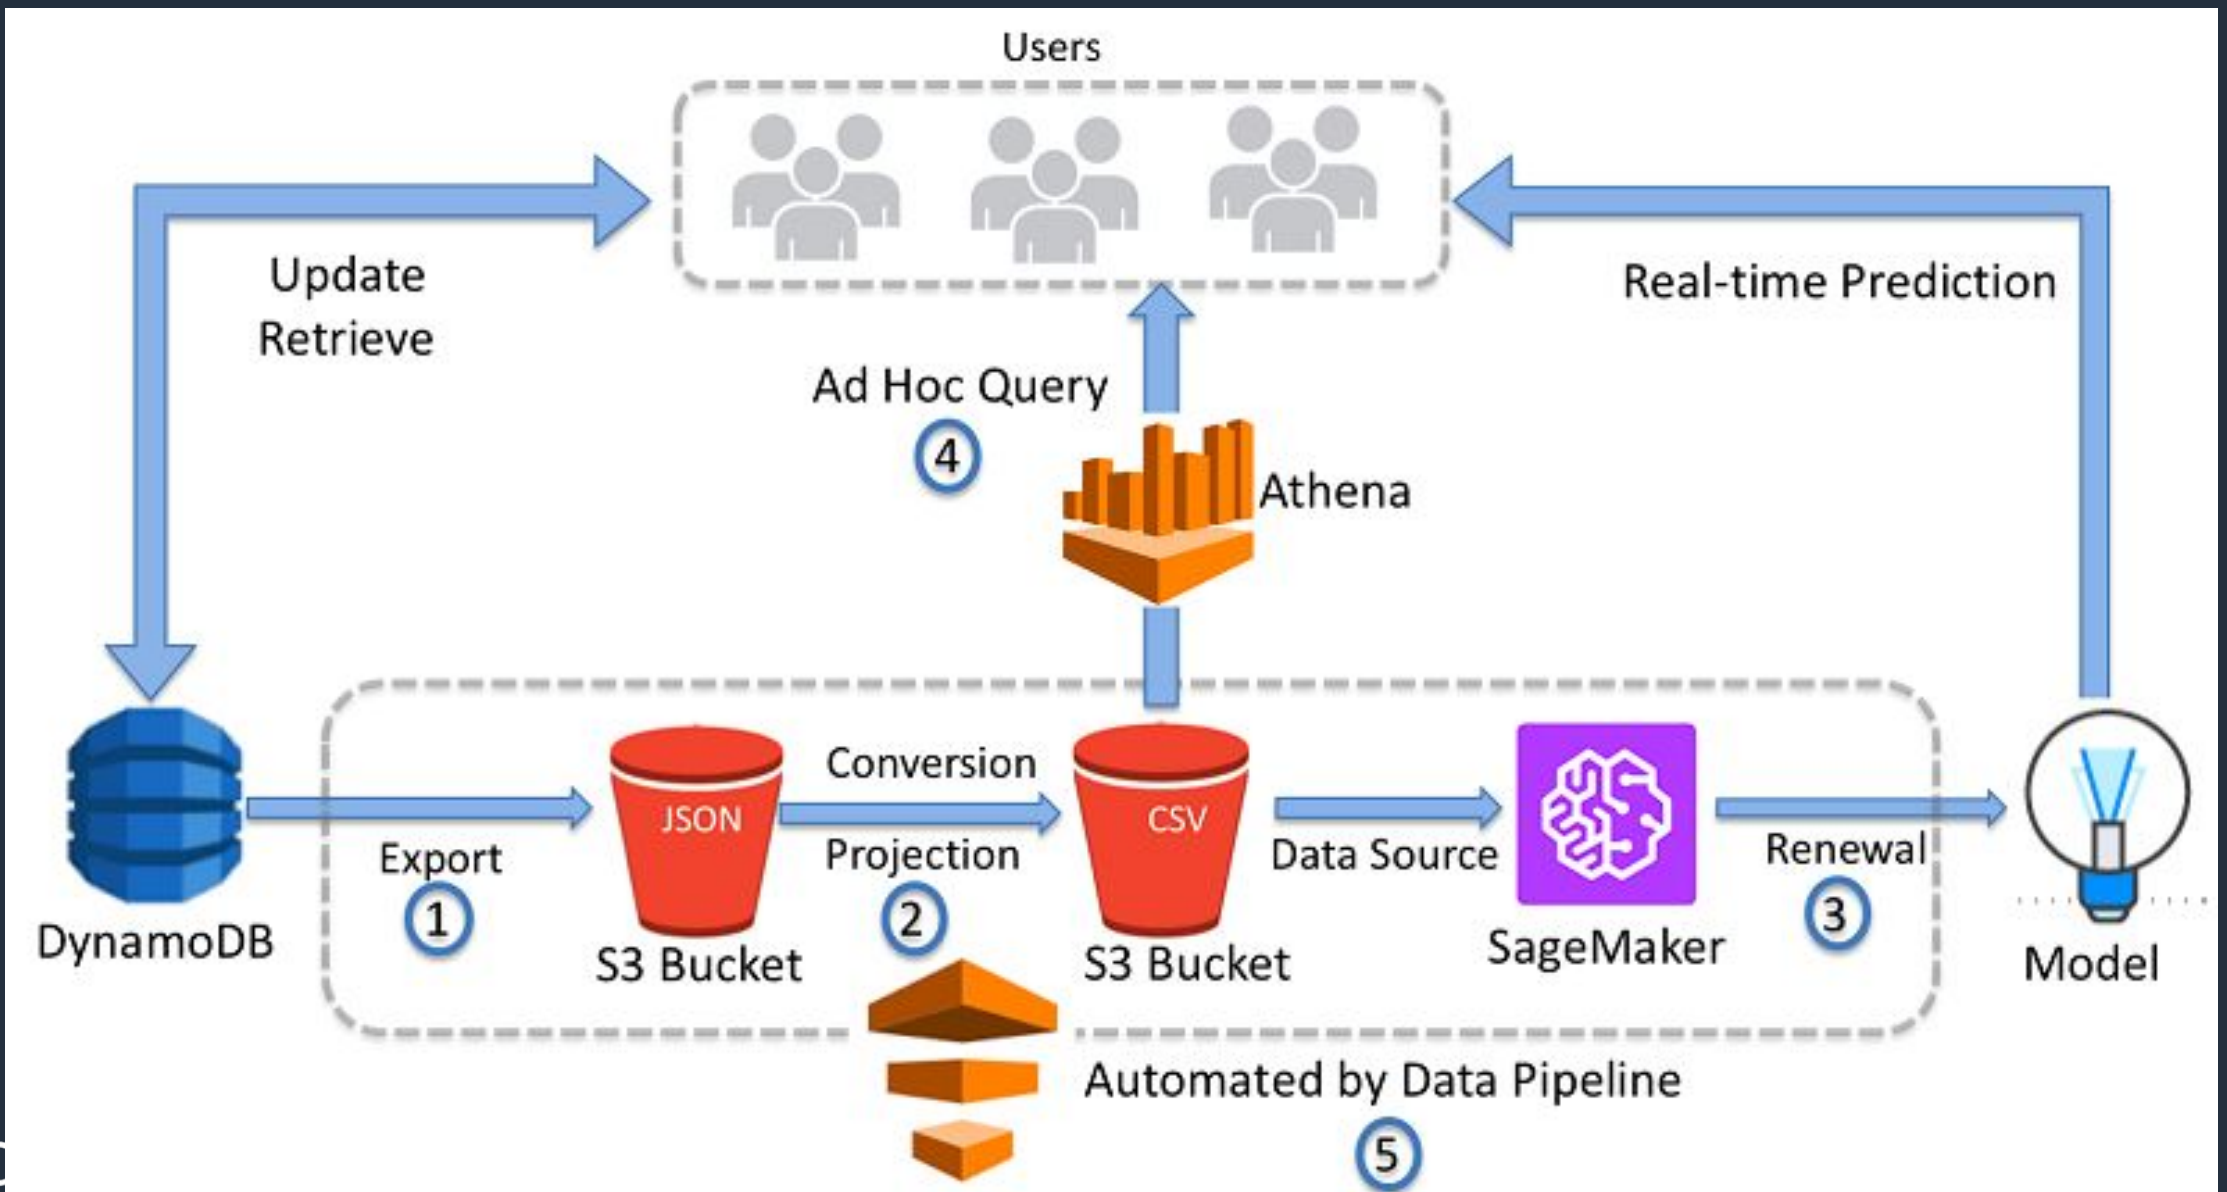 Users
Update
Retrieve
Real-time Prediction
Ad Hoc Query
4
Athena
JSON
Conversion
CSV
Export
Projection
Data Source
Renewal
1
2
3
DynamoDB
S3 Bucket
S3 Bucket
SageMaker
Model
Automated by Data Pipeline
5